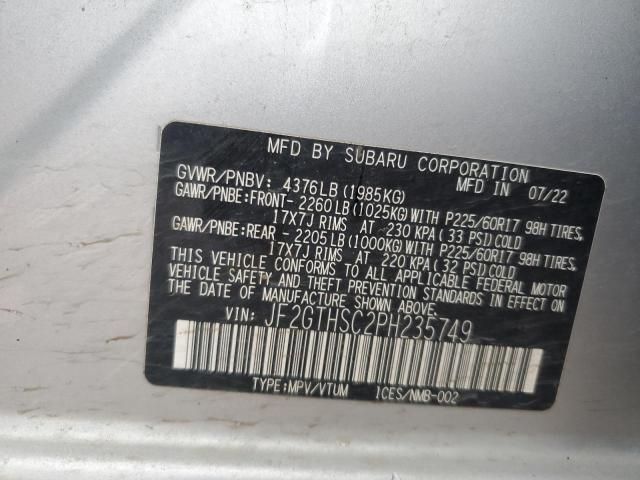 MFD BY SUBARU CORPORATION
GVWR/PNBV: 4376LB(1985KG) MFD IN 07/22
GAWR/PNBE:FRONT-2260LB(1025KG)WITH P225/60R17 98H TIRES,
17X7J RIMS AT 230 KPA(33 PSI)COLD
GAWR/PNBE:REAR -2205LB(1000KG)WITH P225/60R17 98H TIRES,
17X7J RIMS AT 220 KPA(32 PSI)COLD
THIS VEHICLE CONFORMS TO ALL APPLICABLE FEDERAL MOTOR
VEHICLE SAFETY AND THEFT PREVENTION STANDARDS IN EFFECT ON
THE DATE OF MANUFACTURE SHOWN ABOVE.
VIN: JF2GTHSC2PH235749
TYPE:MPV/VTUM ICES/NMB-002